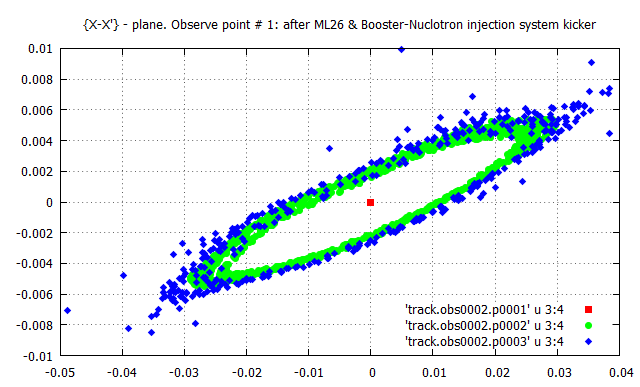 {X-X'} - plane. Observe point # 1: after ML26 & Booster-Nuclotron injection system kicker
0.01
0.008
0.006
0.004
0.002
0
-0.002
-0.004
-0.006
-0.008
-0.01
'track.obs0002.p0001' u 3:4
'track.obs0002.p0002' u 3:4
'track.obs0002.p0003' u 3:4
-0.05 -0.04 -0.03 -0.02 -0.01 0 0.01 0.02 0.03 0.04